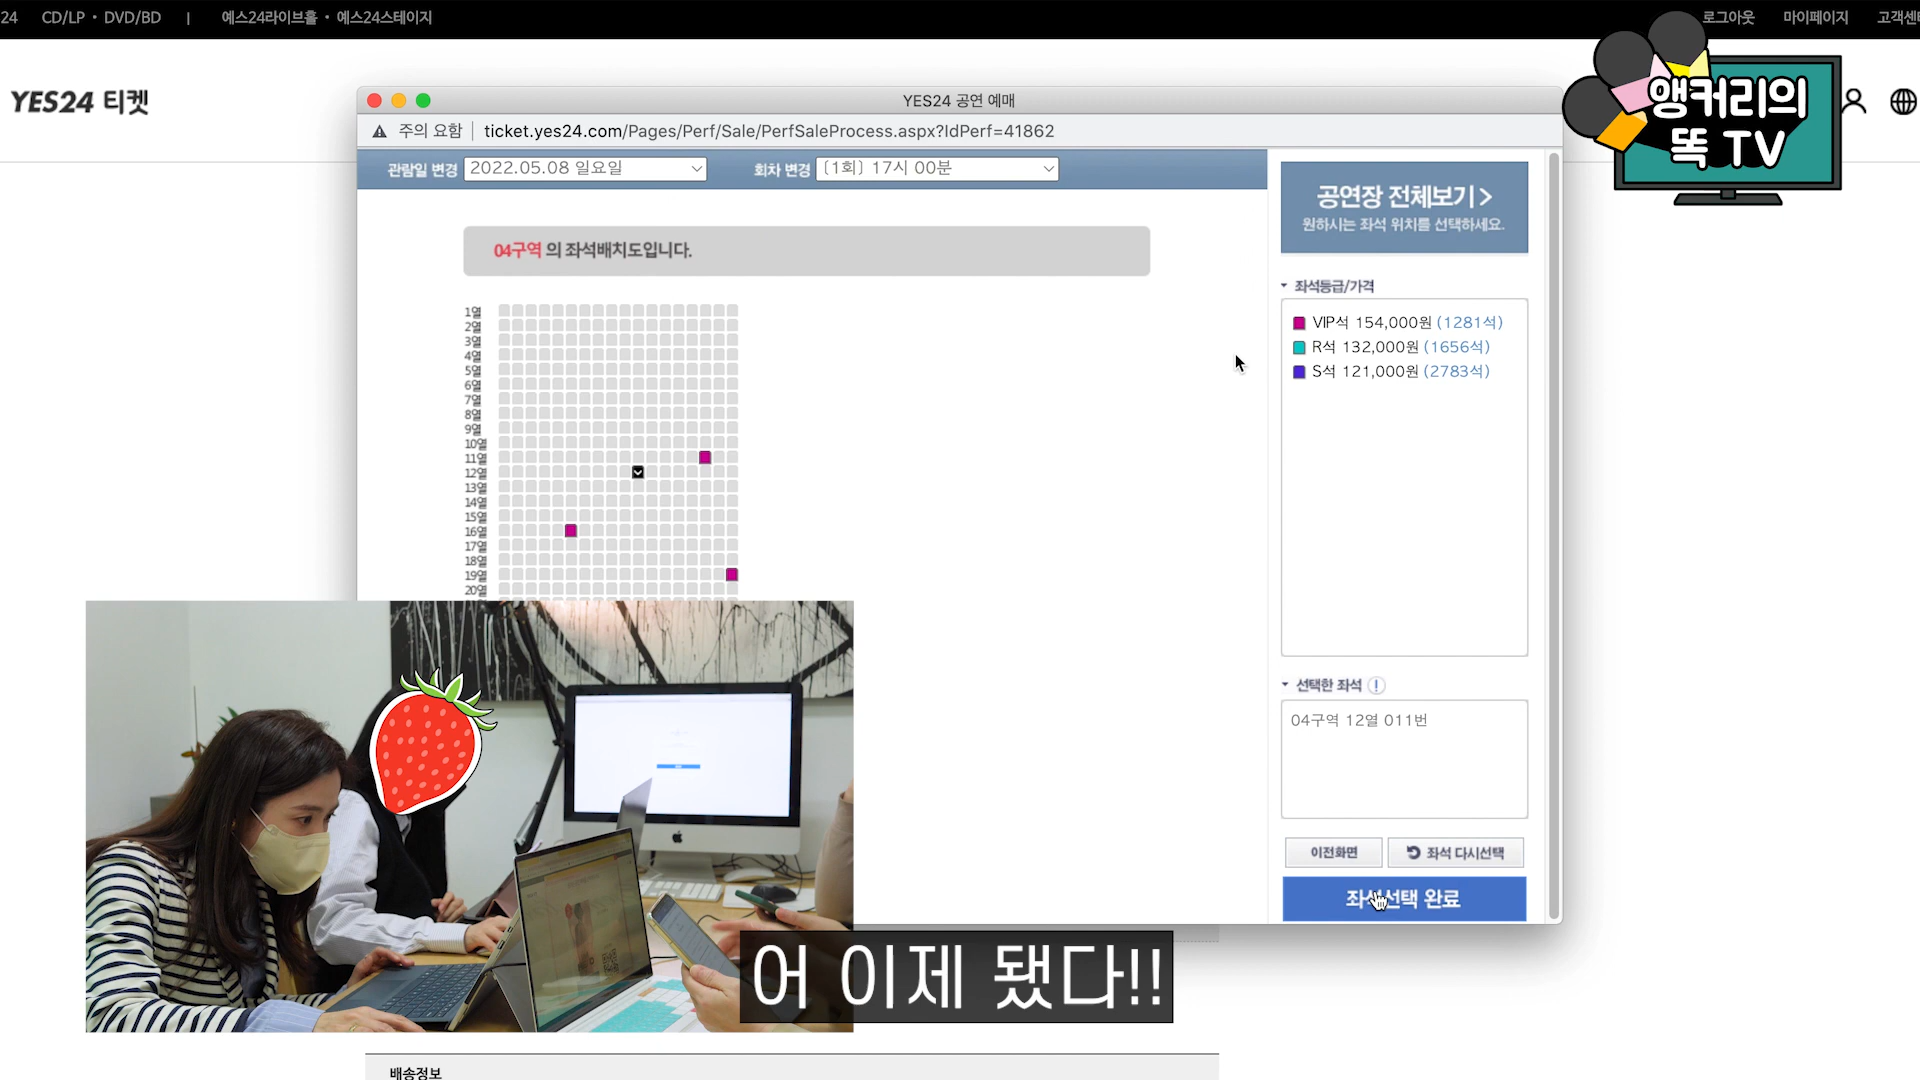 24 CD/LP • DVD/BD | 예스24라이브홀 • 예스24스테이지
로그아웃 마이페이지 고객센터
YES24 티켓
앵커리의
똑 TV
YES24 공연 예매
주의 요함 ticket.yes24.com/Pages/Perf/Sale/PerfSaleProcess.aspx?IdPerf=41862
관람일 변경 2022.05.08 일요일 회차 변경 [1회] 17시 00분
공연장 전체보기 >
원하시는 좌석 위치를 선택하세요.
04구역 의 좌석배치도입니다.
좌석등급/가격
VIP석 154,000원 (1281석)
R석 132,000원 (1656석)
S석 121,000원 (2783석)
1열
2열
3열
4열
5열
6열
7열
8열
9열
10열
11열
12열
13열
14열
15열
16열
17열
18열
19열
20열
선택한 좌석
04구역 12열 011번
이전화면 좌석 다시선택
좌석선택 완료
어 이제 됐다!!
배송정보